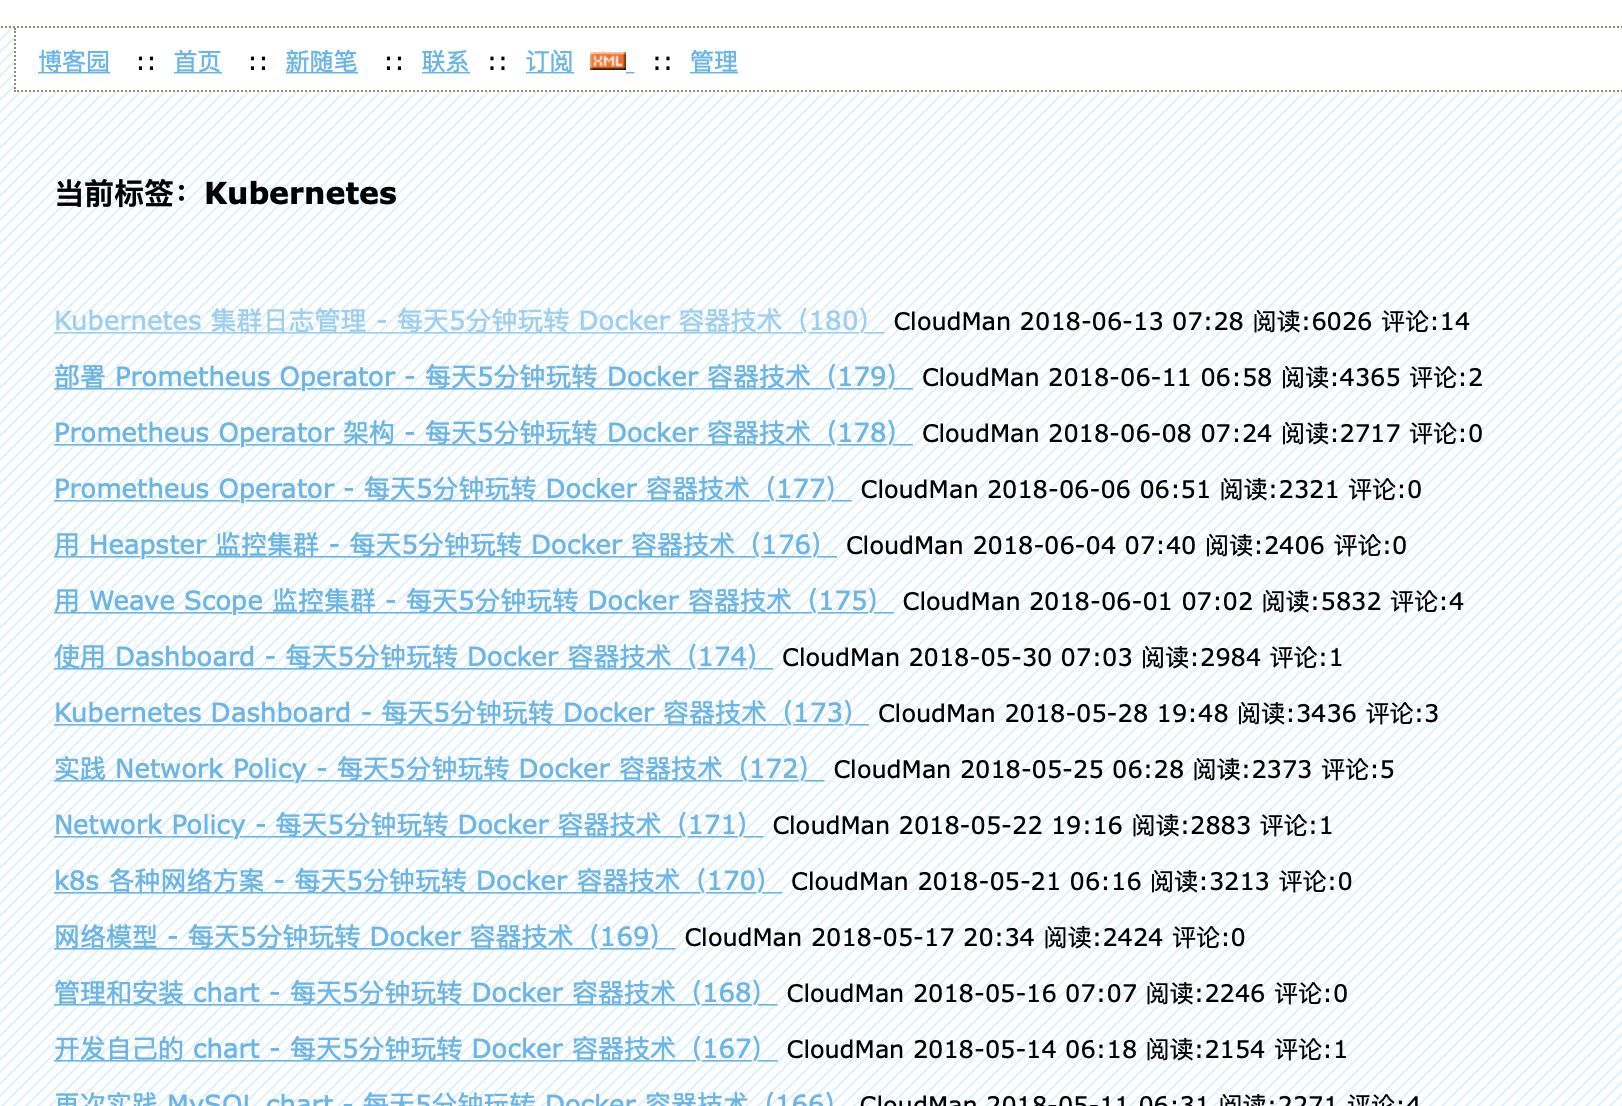 博客园 :: 首页 :: 新随笔 :: 联系 :: 订阅 XML :: 管理
当前标签：Kubernetes
Kubernetes 集群日志管理 - 每天5分钟玩转 Docker 容器技术（180） CloudMan 2018-06-13 07:28 阅读:6026 评论:14
部署 Prometheus Operator - 每天5分钟玩转 Docker 容器技术（179） CloudMan 2018-06-11 06:58 阅读:4365 评论:2
Prometheus Operator 架构 - 每天5分钟玩转 Docker 容器技术（178） CloudMan 2018-06-08 07:24 阅读:2717 评论:0
Prometheus Operator - 每天5分钟玩转 Docker 容器技术（177） CloudMan 2018-06-06 06:51 阅读:2321 评论:0
用 Heapster 监控集群 - 每天5分钟玩转 Docker 容器技术（176） CloudMan 2018-06-04 07:40 阅读:2406 评论:0
用 Weave Scope 监控集群 - 每天5分钟玩转 Docker 容器技术（175） CloudMan 2018-06-01 07:02 阅读:5832 评论:4
使用 Dashboard - 每天5分钟玩转 Docker 容器技术（174） CloudMan 2018-05-30 07:03 阅读:2984 评论:1
Kubernetes Dashboard - 每天5分钟玩转 Docker 容器技术（173） CloudMan 2018-05-28 19:48 阅读:3436 评论:3
实践 Network Policy - 每天5分钟玩转 Docker 容器技术（172） CloudMan 2018-05-25 06:28 阅读:2373 评论:5
Network Policy - 每天5分钟玩转 Docker 容器技术（171） CloudMan 2018-05-22 19:16 阅读:2883 评论:1
k8s 各种网络方案 - 每天5分钟玩转 Docker 容器技术（170） CloudMan 2018-05-21 06:16 阅读:3213 评论:0
网络模型 - 每天5分钟玩转 Docker 容器技术（169） CloudMan 2018-05-17 20:34 阅读:2424 评论:0
管理和安装 chart - 每天5分钟玩转 Docker 容器技术（168） CloudMan 2018-05-16 07:07 阅读:2246 评论:0
开发自己的 chart - 每天5分钟玩转 Docker 容器技术（167） CloudMan 2018-05-14 06:18 阅读:2154 评论:1
再次实践 MySQL chart - 每天5分钟玩转 Docker 容器技术（166） CloudMan 2018-05-11 06:31 阅读:2271 评论:4